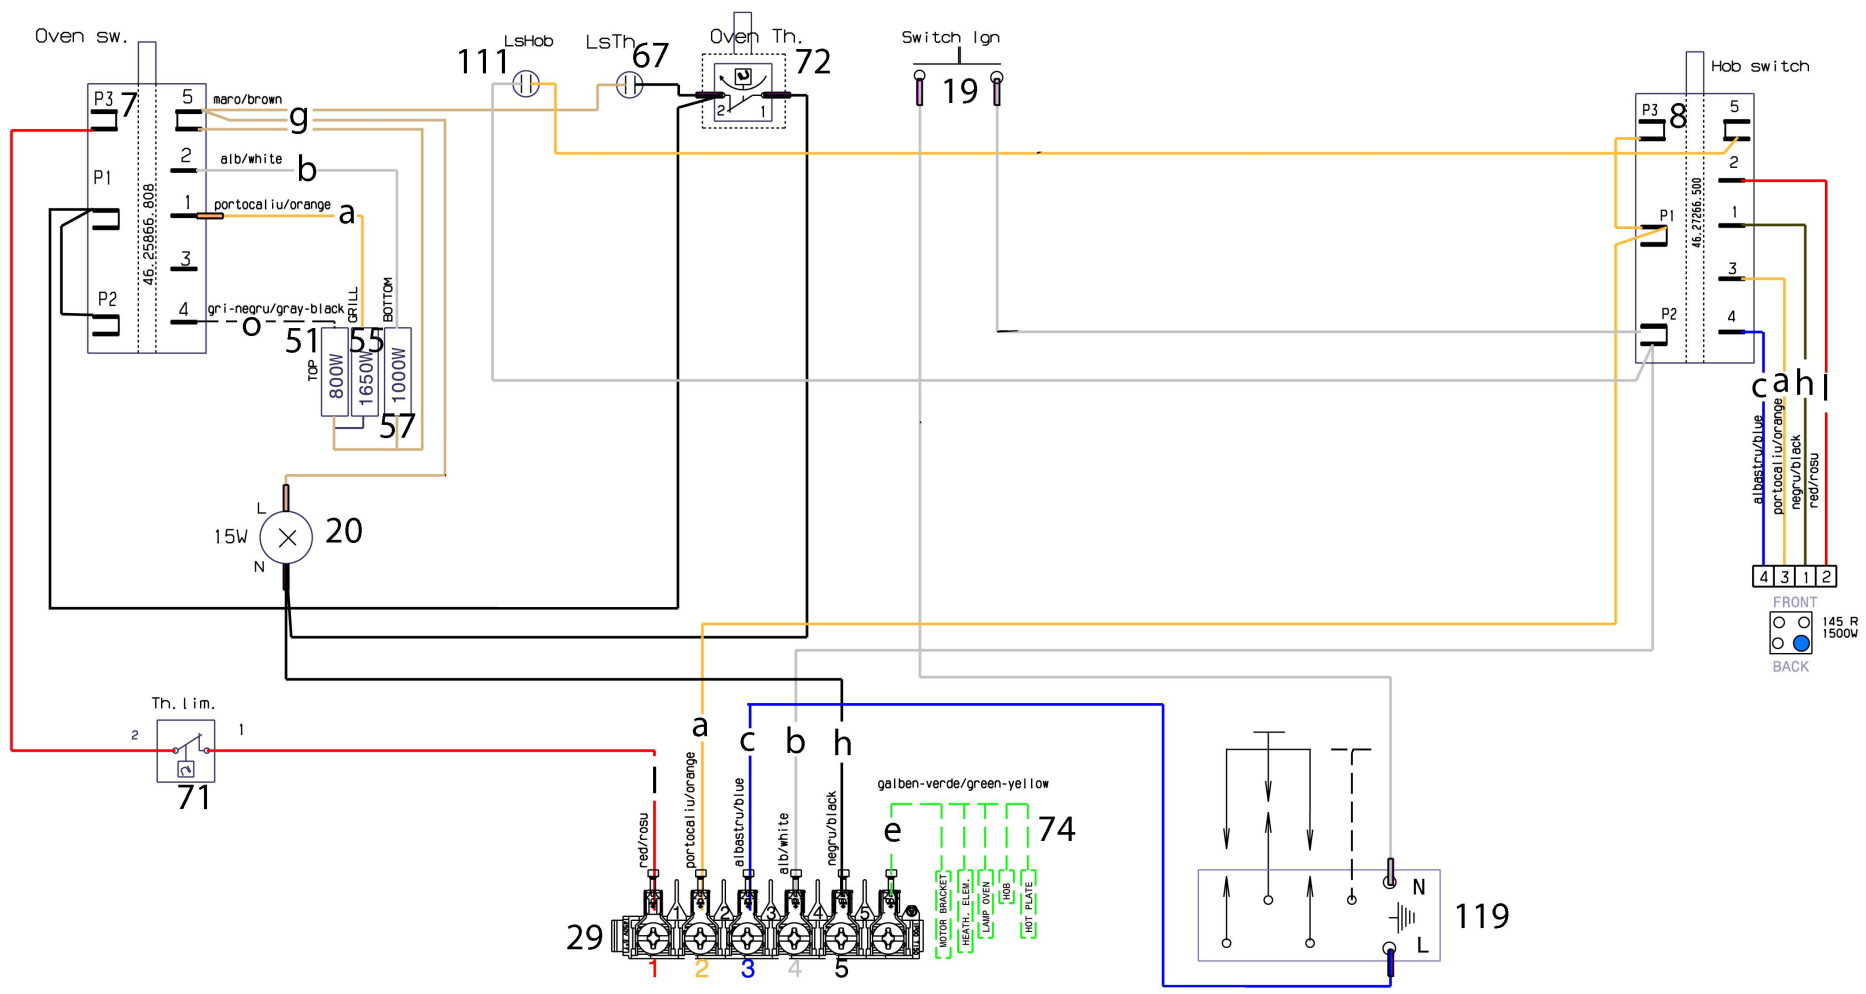 Oven sw.
LsHob
111
LsTh
67
Oven Th.
72
2
1
Switch Ign
19
Hob switch
P3
7
5
maro/brown
g
2
alb/white
b
P1
1
portocaliu/orange
a
46.25866.808
3
P2
4
gri-negru/gray-black
o
GRILL
BOTTOM
51
55
TOP
800W
1650W
1000W
57
P3
8
5
2
P1
1
46.27266.500
3
P2
4
c
a
h
l
albastru/blue
portocaliu/orange
negru/black
red/rosu
4
3
1
2
FRONT
145 R
1500W
BACK
L
15W
20
N
Th.lim.
2
1
71
l
a
c
b
h
red/rosu
portocaliu/orange
albastru/blue
alb/white
negru/black
galben-verde/green-yellow
e
74
MOTOR BRACKET
HEATH. ELEM.
LAMP OVEN
HOB
HOT PLATE
29
1
2
3
4
5
1
2
3
4
5
N
L
119